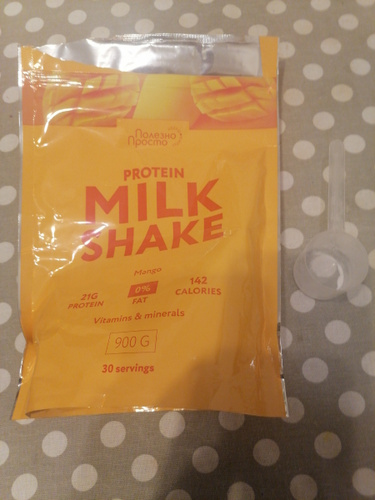 Полезно
Просто
PROTEIN
MILK
SHAKE
Mango
21G
PROTEIN
0%
FAT
142
CALORIES
Vitamins & minerals
900 G
30 servings